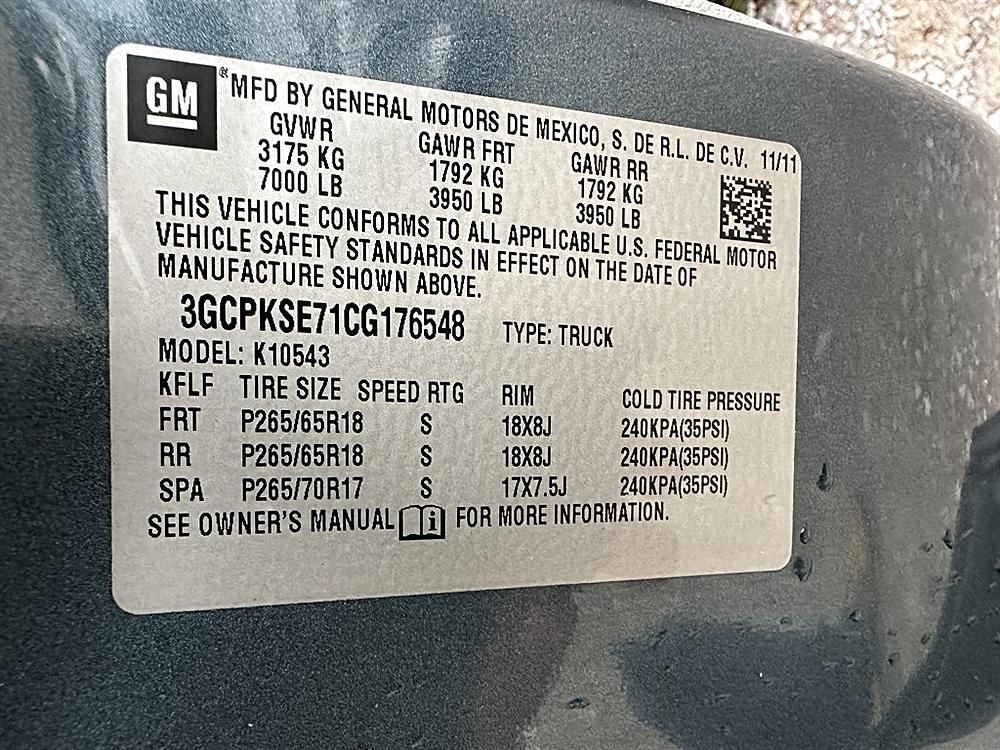 GM ® MFD BY GENERAL MOTORS DE MEXICO, S. DE R.L. DE C.V. 11/11
GVWR GAWR FRT GAWR RR
3175 KG 1792 KG 1792 KG
7000 LB 3950 LB 3950 LB
THIS VEHICLE CONFORMS TO ALL APPLICABLE U.S. FEDERAL MOTOR
VEHICLE SAFETY STANDARDS IN EFFECT ON THE DATE OF
MANUFACTURE SHOWN ABOVE.
3GCPKSE71CG176548 TYPE: TRUCK
MODEL: K10543
KFLF TIRE SIZE SPEED RTG RIM COLD TIRE PRESSURE
FRT P265/65R18 S 18X8J 240KPA(35PSI)
RR P265/65R18 S 18X8J 240KPA(35PSI)
SPA P265/70R17 S 17X7.5J 240KPA(35PSI)
SEE OWNER'S MANUAL i FOR MORE INFORMATION.